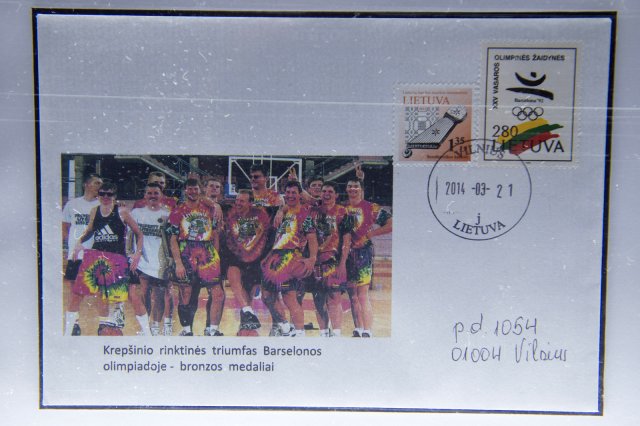 XXV VASAROS
OLIMPINĖS ŽAIDYNĖS
Barcelona'92
280
LIETUVA
LIETUVA
1.35
VILNIUS
2014-03-21
j
LIETUVA
adidas
Krepšinio rinktinės triumfas Barselonos
olimpiadoje - bronzos medaliai
p.d. 1054
01004 Vilnius